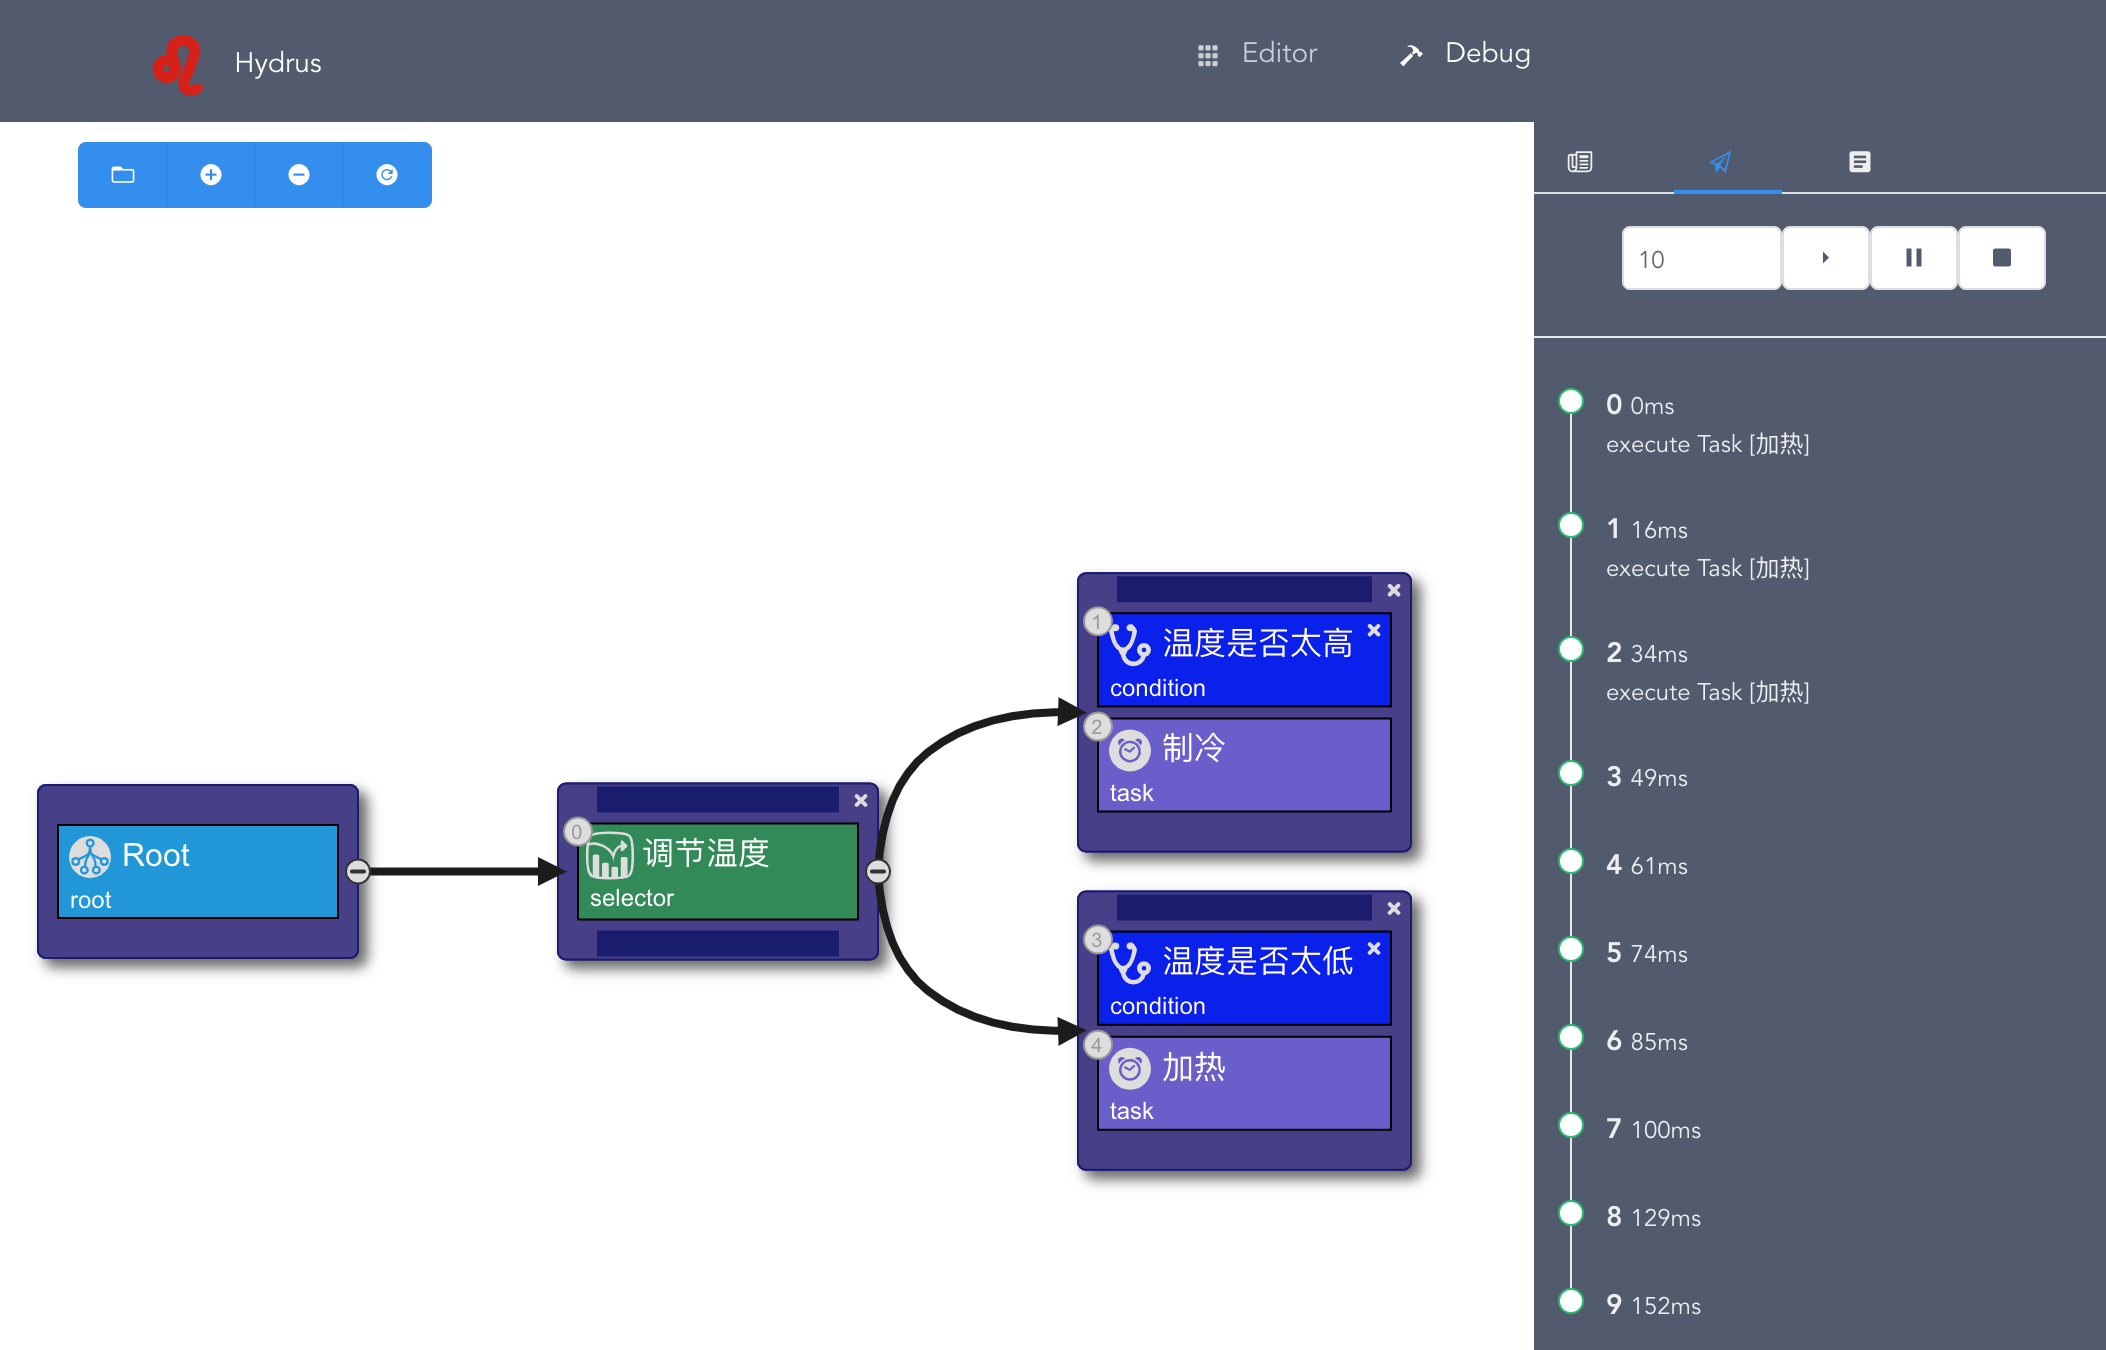 Hydrus
Editor
Debug
10
0 0ms
execute Task [加热]
1 16ms
execute Task [加热]
2 34ms
execute Task [加热]
3 49ms
4 61ms
5 74ms
6 85ms
7 100ms
8 129ms
9 152ms
Root
root
0
调节温度
selector
1
温度是否太高
condition
2
制冷
task
3
温度是否太低
condition
4
加热
task